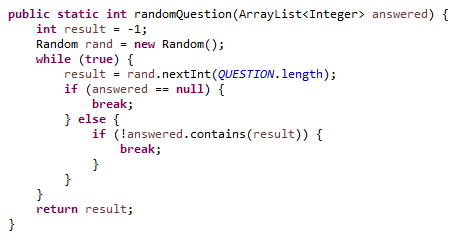 public static int randomQuestion(ArrayList<Integer> answered) {
    int result = -1;
    Random rand = new Random();
    while (true) {
        result = rand.nextInt(QUESTION.length);
        if (answered == null) {
            break;
        } else {
            if (!answered.contains(result)) {
                break;
            }
        }
    }
    return result;
}